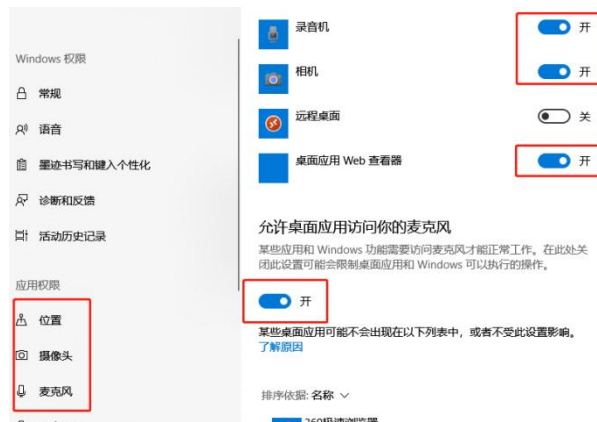 Windows 权限
常规
语音
墨迹书写和键入个性化
诊断和反馈
活动历史记录
应用权限
位置
摄像头
麦克风
录音机 开
相机 开
远程桌面 关
桌面应用 Web 查看器 开
允许桌面应用访问你的麦克风
某些应用和 Windows 功能需要访问麦克风才能正常工作。在此处关
闭此设置可能会限制桌面应用和 Windows 可以执行的操作。
开
某些桌面应用可能不会出现在以下列表中，或者不受此设置影响。
了解原因
排序依据: 名称
360极速浏览器